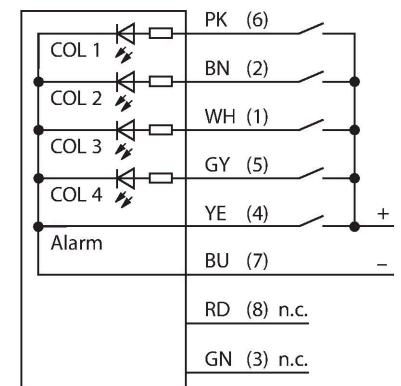 PK (6)
COL 1
BN (2)
COL 2
WH (1)
COL 3
GY (5)
COL 4
YE (4)
+
Alarm
BU (7)
–
RD (8) n.c.
GN (3) n.c.